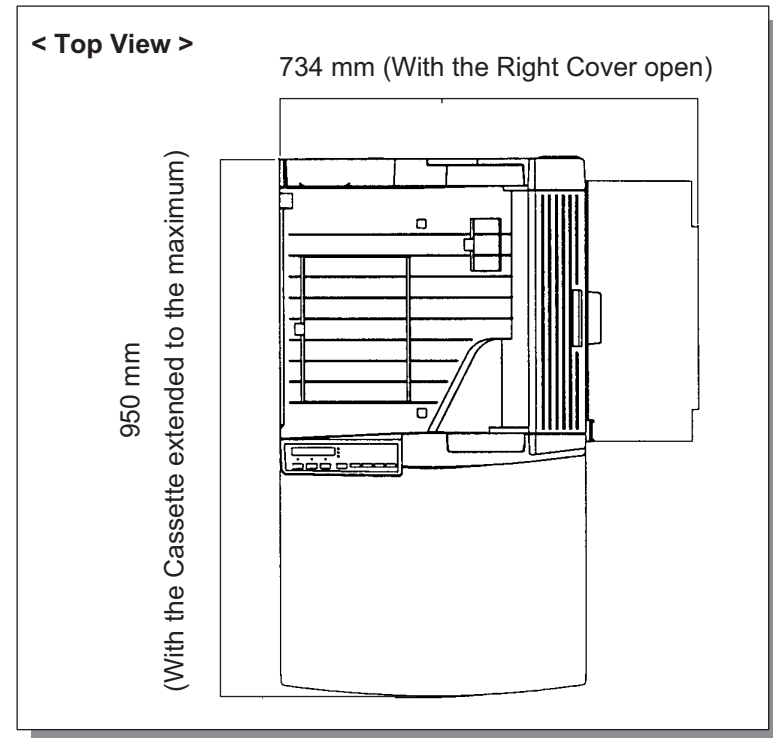 < Top View >
734 mm (With the Right Cover open)
950 mm
(With the Cassette extended to the maximum)